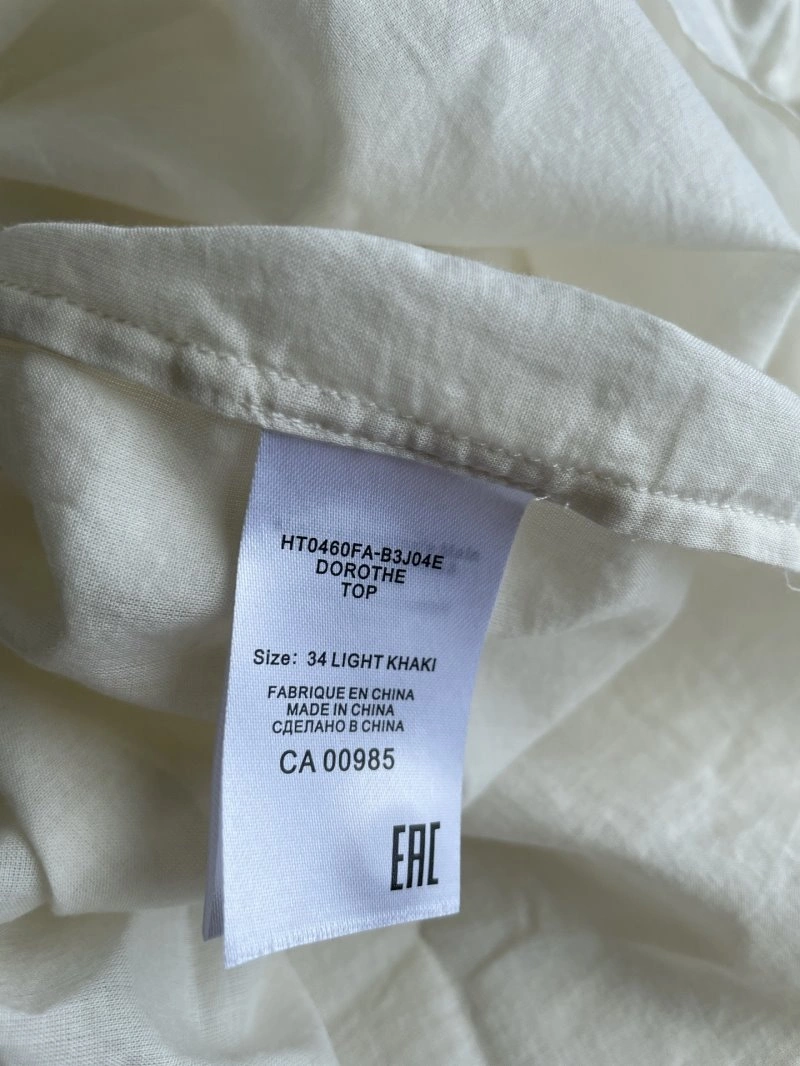 HT0460FA-B3J04E
DOROTHE
TOP
Size: 34 LIGHT KHAKI
FABRIQUE EN CHINA
MADE IN CHINA
СДЕЛАНО В CHINA
CA 00985
EAC